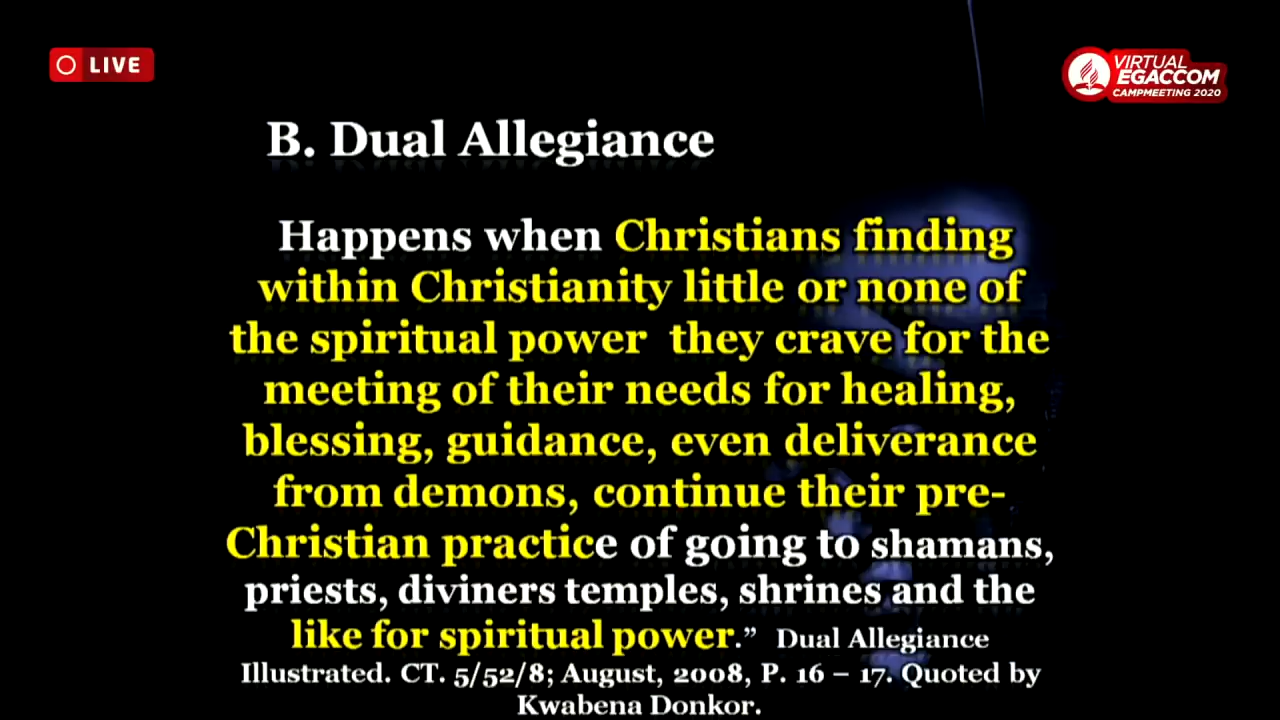 LIVE
VIRTUAL
EGACCOM
CAMPMEETING 2020
B. Dual Allegiance
Happens when Christians finding
within Christianity little or none of
the spiritual power they crave for the
meeting of their needs for healing,
blessing, guidance, even deliverance
from demons, continue their pre-
Christian practice of going to shamans,
priests, diviners temples, shrines and the
like for spiritual power.” Dual Allegiance
Illustrated. CT. 5/52/8; August, 2008, P. 16 – 17. Quoted by
Kwabena Donkor.